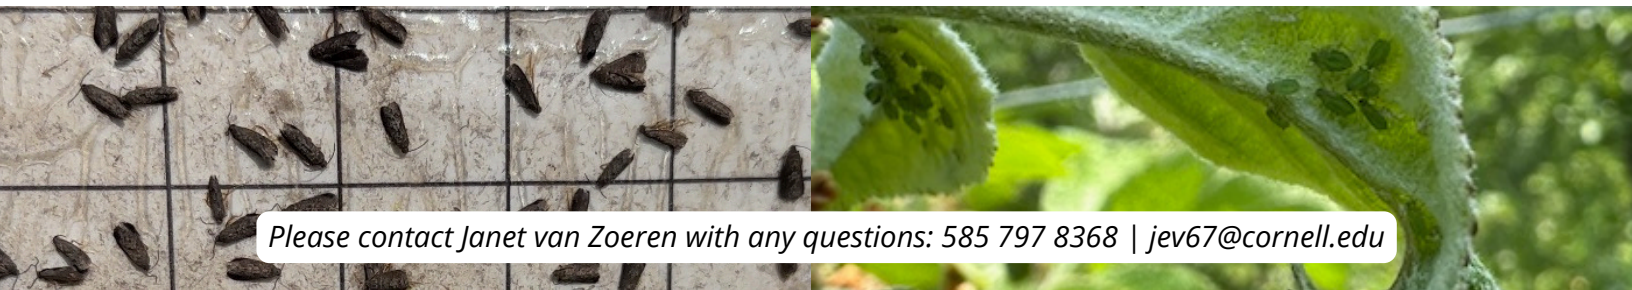 Please contact Janet van Zoeren with any questions: 585 797 8368 | jev67@cornell.edu